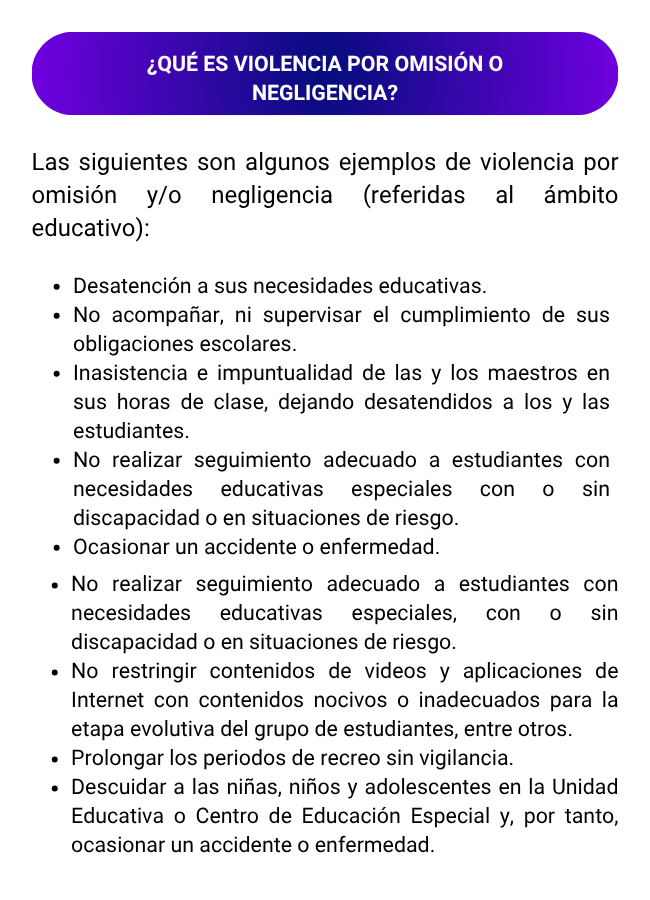 ¿QUÉ ES VIOLENCIA POR OMISIÓN O
NEGLIGENCIA?
Las siguientes son algunos ejemplos de violencia por
omisión y/o negligencia (referidas al ámbito
educativo):
• Desatención a sus necesidades educativas.
• No acompañar, ni supervisar el cumplimiento de sus
obligaciones escolares.
• Inasistencia e impuntualidad de las y los maestros en
sus horas de clase, dejando desatendidos a los y las
estudiantes.
• No realizar seguimiento adecuado a estudiantes con
necesidades educativas especiales con o sin
discapacidad o en situaciones de riesgo.
• Ocasionar un accidente o enfermedad.
• No realizar seguimiento adecuado a estudiantes con
necesidades educativas especiales, con o sin
discapacidad o en situaciones de riesgo.
• No restringir contenidos de videos y aplicaciones de
Internet con contenidos nocivos o inadecuados para la
etapa evolutiva del grupo de estudiantes, entre otros.
• Prolongar los periodos de recreo sin vigilancia.
• Descuidar a las niñas, niños y adolescentes en la Unidad
Educativa o Centro de Educación Especial y, por tanto,
ocasionar un accidente o enfermedad.